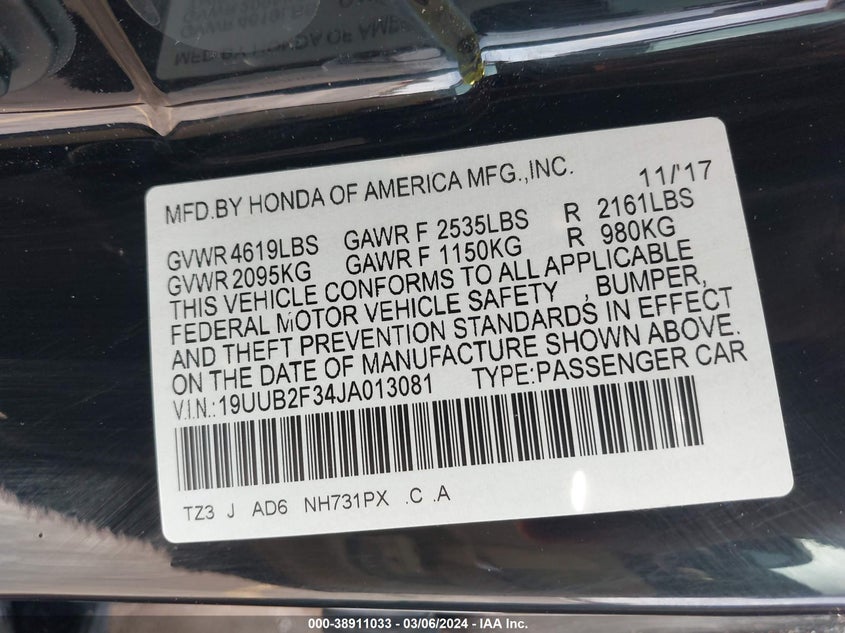 MFD.BY HONDA OF AMERICA MFG.,INC. 11/'17
GVWR 4619LBS GAWR F 2535LBS R 2161LBS
GVWR 2095KG GAWR F 1150KG R 980KG
THIS VEHICLE CONFORMS TO ALL APPLICABLE
FEDERAL MOTOR VEHICLE SAFETY , BUMPER,
AND THEFT PREVENTION STANDARDS IN EFFECT
ON THE DATE OF MANUFACTURE SHOWN ABOVE.
V.I.N.:19UUB2F34JA013081 TYPE:PASSENGER CAR
TZ3 J AD6 NH731PX .C .A
000-38911033 - 03/06/2024 - IAA Inc.